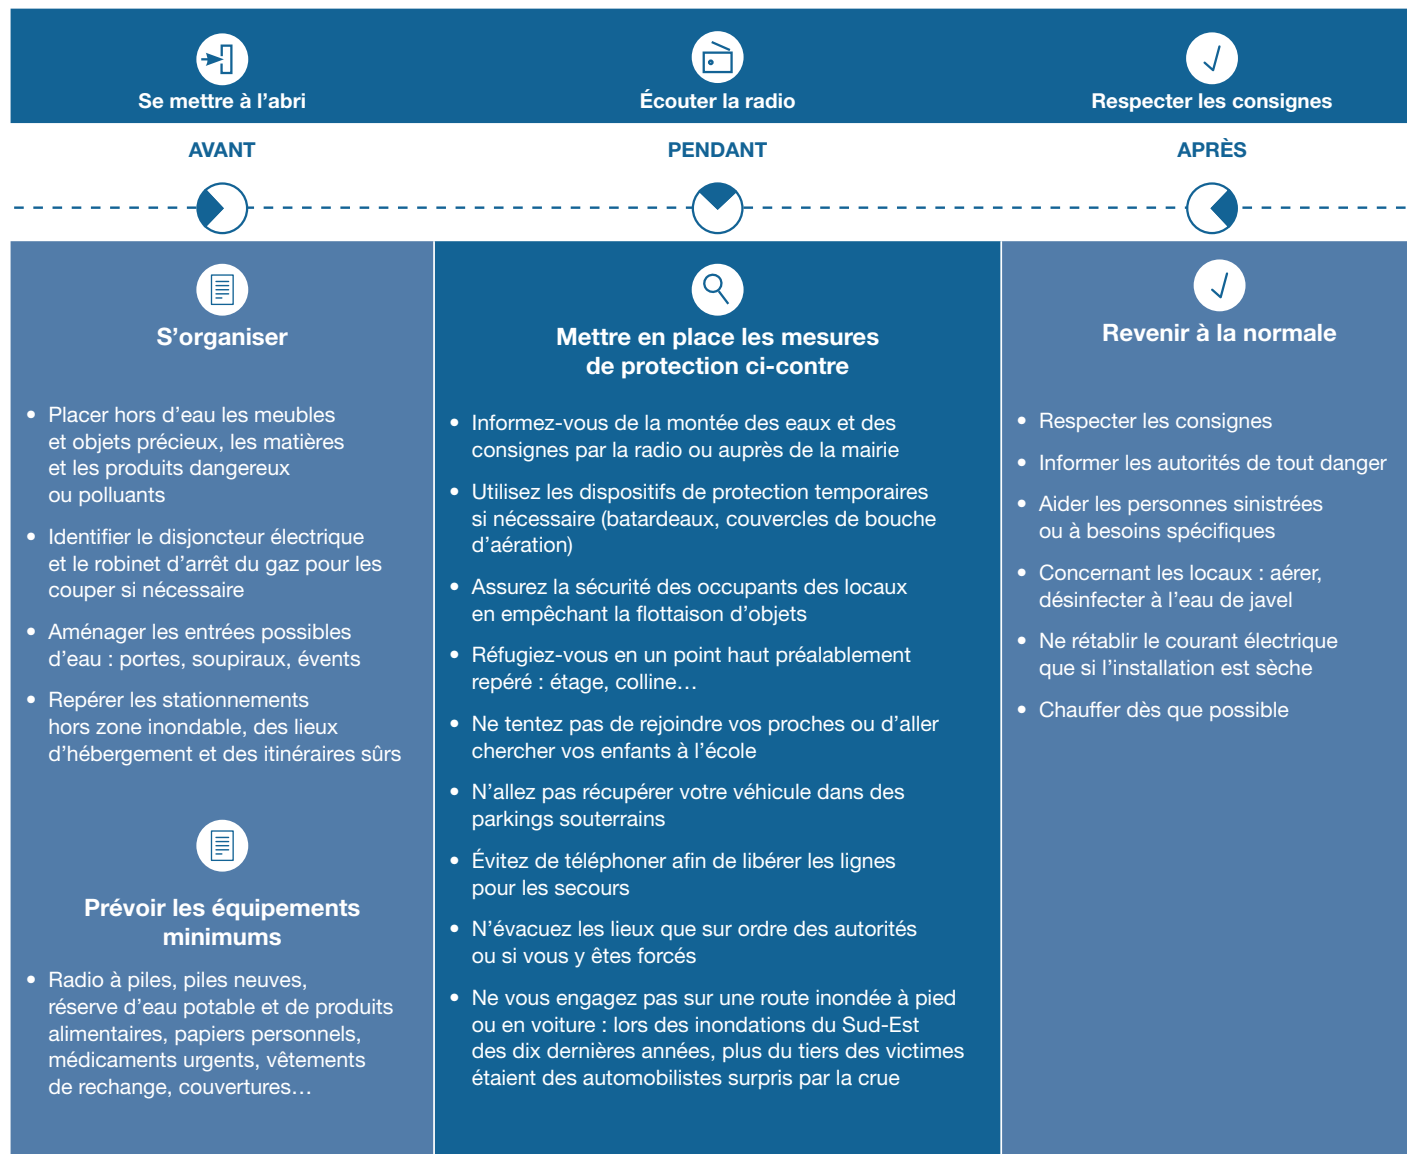 Se mettre à l’abri
Écouter la radio
Respecter les consignes
AVANT
PENDANT
APRÈS
S’organiser
• Placer hors d’eau les meubles
et objets précieux, les matières
et les produits dangereux
ou polluants
• Identifier le disjoncteur électrique
et le robinet d’arrêt du gaz pour les
couper si nécessaire
• Aménager les entrées possibles
d’eau : portes, soupiraux, évents
• Repérer les stationnements
hors zone inondable, des lieux
d’hébergement et des itinéraires sûrs
Prévoir les équipements
minimums
• Radio à piles, piles neuves,
réserve d’eau potable et de produits
alimentaires, papiers personnels,
médicaments urgents, vêtements
de rechange, couvertures…
Mettre en place les mesures
de protection ci-contre
• Informez-vous de la montée des eaux et des
consignes par la radio ou auprès de la mairie
• Utilisez les dispositifs de protection temporaires
si nécessaire (batardeaux, couvercles de bouche
d’aération)
• Assurez la sécurité des occupants des locaux
en empêchant la flottaison d’objets
• Réfugiez-vous en un point haut préalablement
repéré : étage, colline…
• Ne tentez pas de rejoindre vos proches ou d’aller
chercher vos enfants à l’école
• N’allez pas récupérer votre véhicule dans des
parkings souterrains
• Évitez de téléphoner afin de libérer les lignes
pour les secours
• N’évacuez les lieux que sur ordre des autorités
ou si vous y êtes forcés
• Ne vous engagez pas sur une route inondée à pied
ou en voiture : lors des inondations du Sud-Est
des dix dernières années, plus du tiers des victimes
étaient des automobilistes surpris par la crue
Revenir à la normale
• Respecter les consignes
• Informer les autorités de tout danger
• Aider les personnes sinistrées
ou à besoins spécifiques
• Concernant les locaux : aérer,
désinfecter à l’eau de javel
• Ne rétablir le courant électrique
que si l’installation est sèche
• Chauffer dès que possible